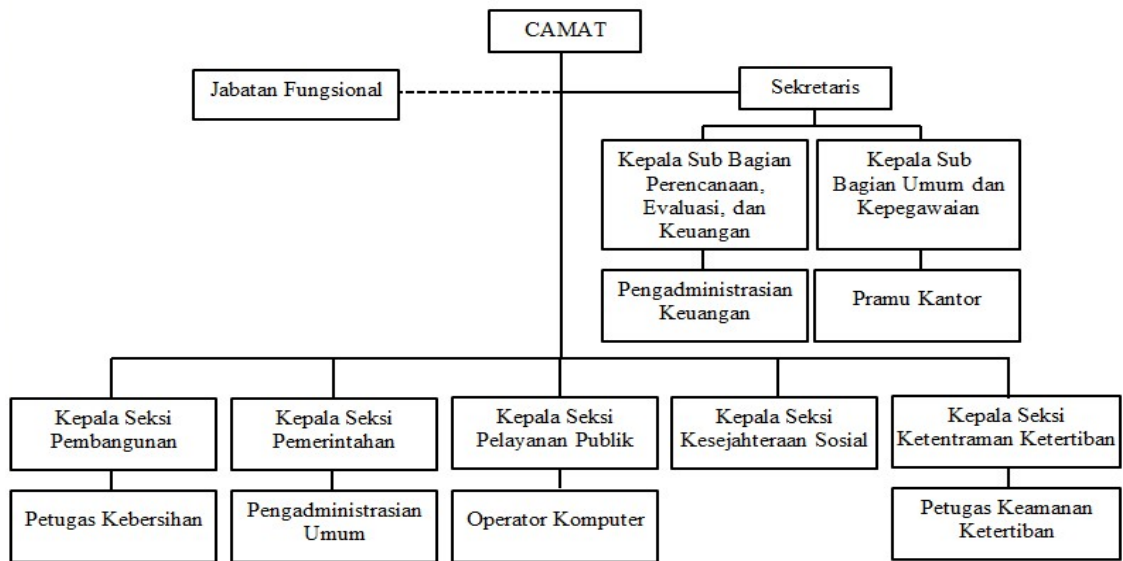 CAMAT
Jabatan Fungsional
Sekretaris
Kepala Sub Bagian
Perencanaan,
Evaluasi, dan
Keuangan
Kepala Sub
Bagian Umum dan
Kepegawaian
Pengadministrasian
Keuangan
Pramu Kantor
Kepala Seksi
Pembangunan
Kepala Seksi
Pemerintahan
Kepala Seksi
Pelayanan Publik
Kepala Seksi
Kesejahteraan Sosial
Kepala Seksi
Ketentraman Ketertiban
Petugas Kebersihan
Pengadministrasian
Umum
Operator Komputer
Petugas Keamanan
Ketertiban